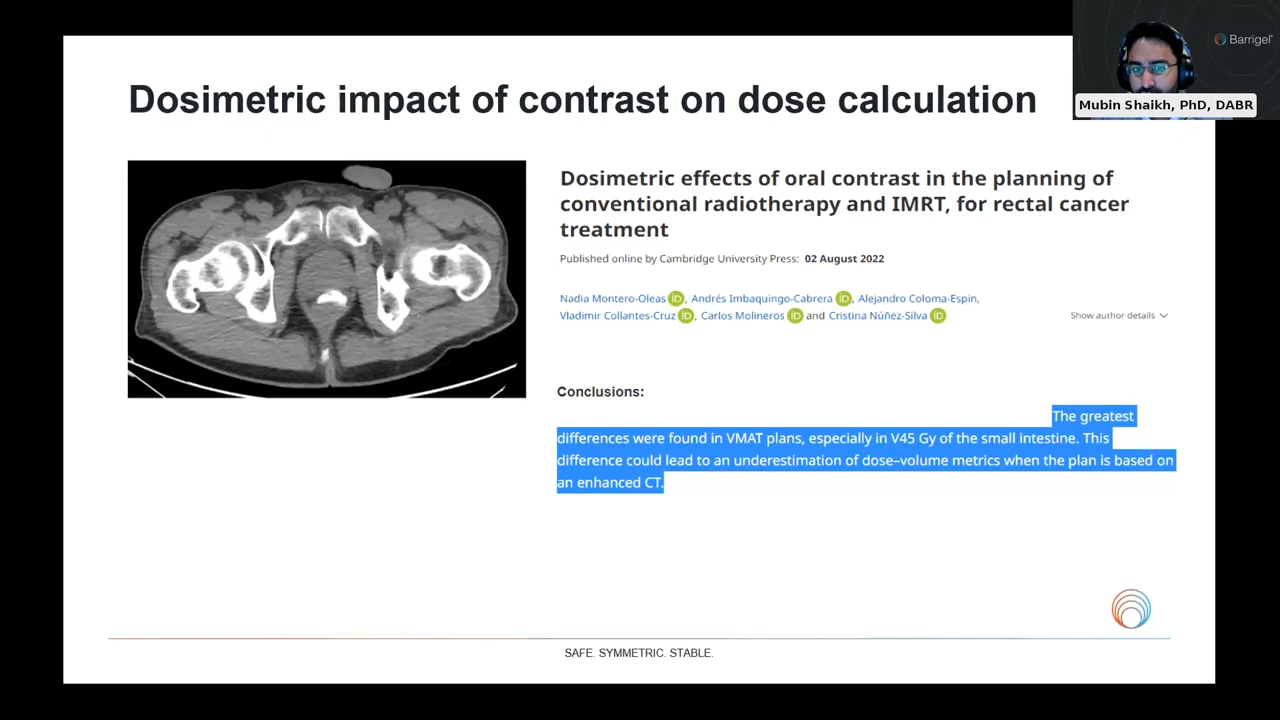 Dosimetric impact of contrast on dose calculation
Barrigel
Mubin Shaikh, PhD, DABR
Dosimetric effects of oral contrast in the planning of
conventional radiotherapy and IMRT, for rectal cancer
treatment
Published online by Cambridge University Press: 02 August 2022
Nadia Montero-Oleas iD, Andrés Imbaquingo-Cabrera iD, Alejandro Coloma-Espin,
Vladimir Collantes-Cruz iD, Carlos Molineros iD and Cristina Núñez-Silva iD
Show author details
Conclusions:
The greatest
differences were found in VMAT plans, especially in V45 Gy of the small intestine. This
difference could lead to an underestimation of dose–volume metrics when the plan is based on
an enhanced CT.
SAFE. SYMMETRIC. STABLE.